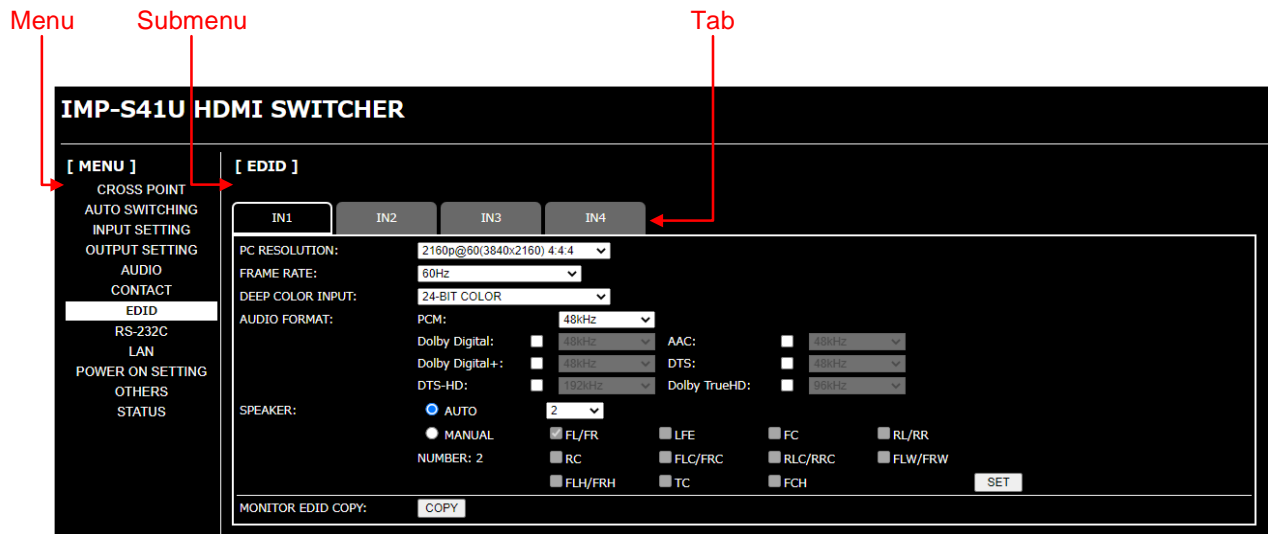 Menu Submenu Tab
IMP-S41U HDMI SWITCHER
[ MENU ]
CROSS POINT
AUTO SWITCHING
INPUT SETTING
OUTPUT SETTING
AUDIO
CONTACT
EDID
RS-232C
LAN
POWER ON SETTING
OTHERS
STATUS
[ EDID ]
IN1 IN2 IN3 IN4
PC RESOLUTION: 2160p@60(3840x2160) 4:4:4
FRAME RATE: 60Hz
DEEP COLOR INPUT: 24-BIT COLOR
AUDIO FORMAT: PCM: 48kHz
Dolby Digital: 48kHz AAC: 48kHz
Dolby Digital+: 48kHz DTS: 48kHz
DTS-HD: 192kHz Dolby TrueHD: 96kHz
SPEAKER: AUTO 2
MANUAL FL/FR LFE FC RL/RR
NUMBER: 2 RC FLC/FRC RLC/RRC FLW/FRW
FLH/FRH TC FCH SET
MONITOR EDID COPY: COPY